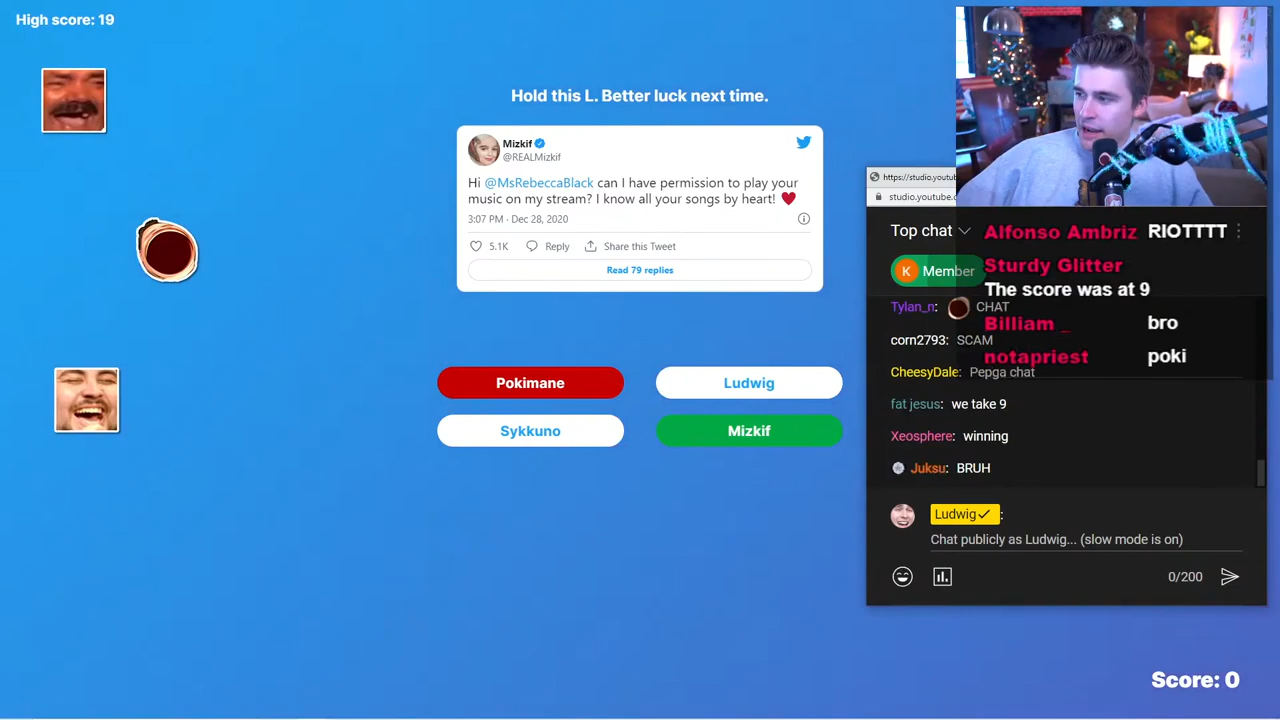 High score: 19
Hold this L. Better luck next time.
Mizkif
@REALMizkif
Hi @MsRebeccaBlack can I have permission to play your
music on my stream? I know all your songs by heart!
3:07 PM · Dec 28, 2020
5.1K Reply Share this Tweet
Read 79 replies
Pokimane
Ludwig
Sykkuno
Mizkif
https://studio.youtub
studio.youtube.c
Top chat
Alfonso Ambriz RIOTTTT
K Member
Sturdy Glitter
The score was at 9
Tylan_n: CHAT
Billiam _ bro
corn2793: SCAM
notapriest poki
CheesyDale: Pepga chat
fat jesus: we take 9
Xeosphere: winning
Juksu: BRUH
Ludwig :
Chat publicly as Ludwig... (slow mode is on)
0/200
Score: 0